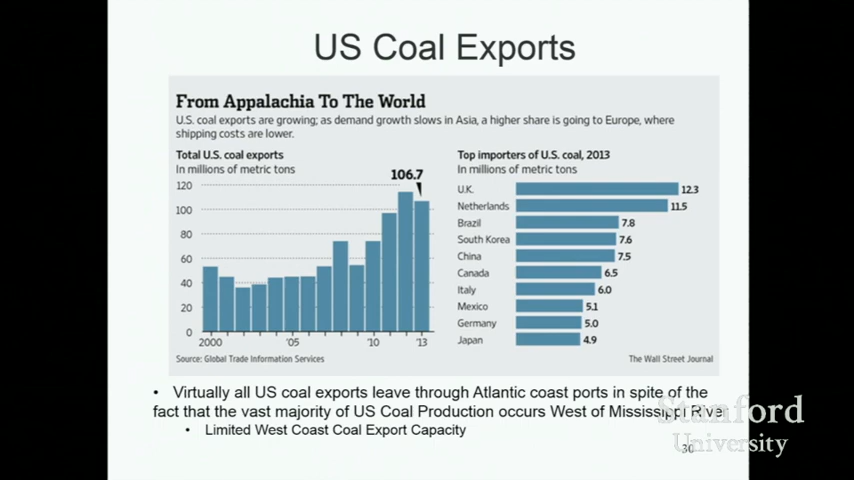 US Coal Exports
From Appalachia To The World
U.S. coal exports are growing; as demand growth slows in Asia, a higher share is going to Europe, where
shipping costs are lower.
Total U.S. coal exports
In millions of metric tons
106.7
120
100
80
60
40
20
0
2000 '05 '10 '13
Source: Global Trade Information Services
Top importers of U.S. coal, 2013
In millions of metric tons
U.K. 12.3
Netherlands 11.5
Brazil 7.8
South Korea 7.6
China 7.5
Canada 6.5
Italy 6.0
Mexico 5.1
Germany 5.0
Japan 4.9
The Wall Street Journal
• Virtually all US coal exports leave through Atlantic coast ports in spite of the
fact that the vast majority of US Coal Production occurs West of Mississippi River
• Limited West Coast Coal Export Capacity
Stanford
University
30